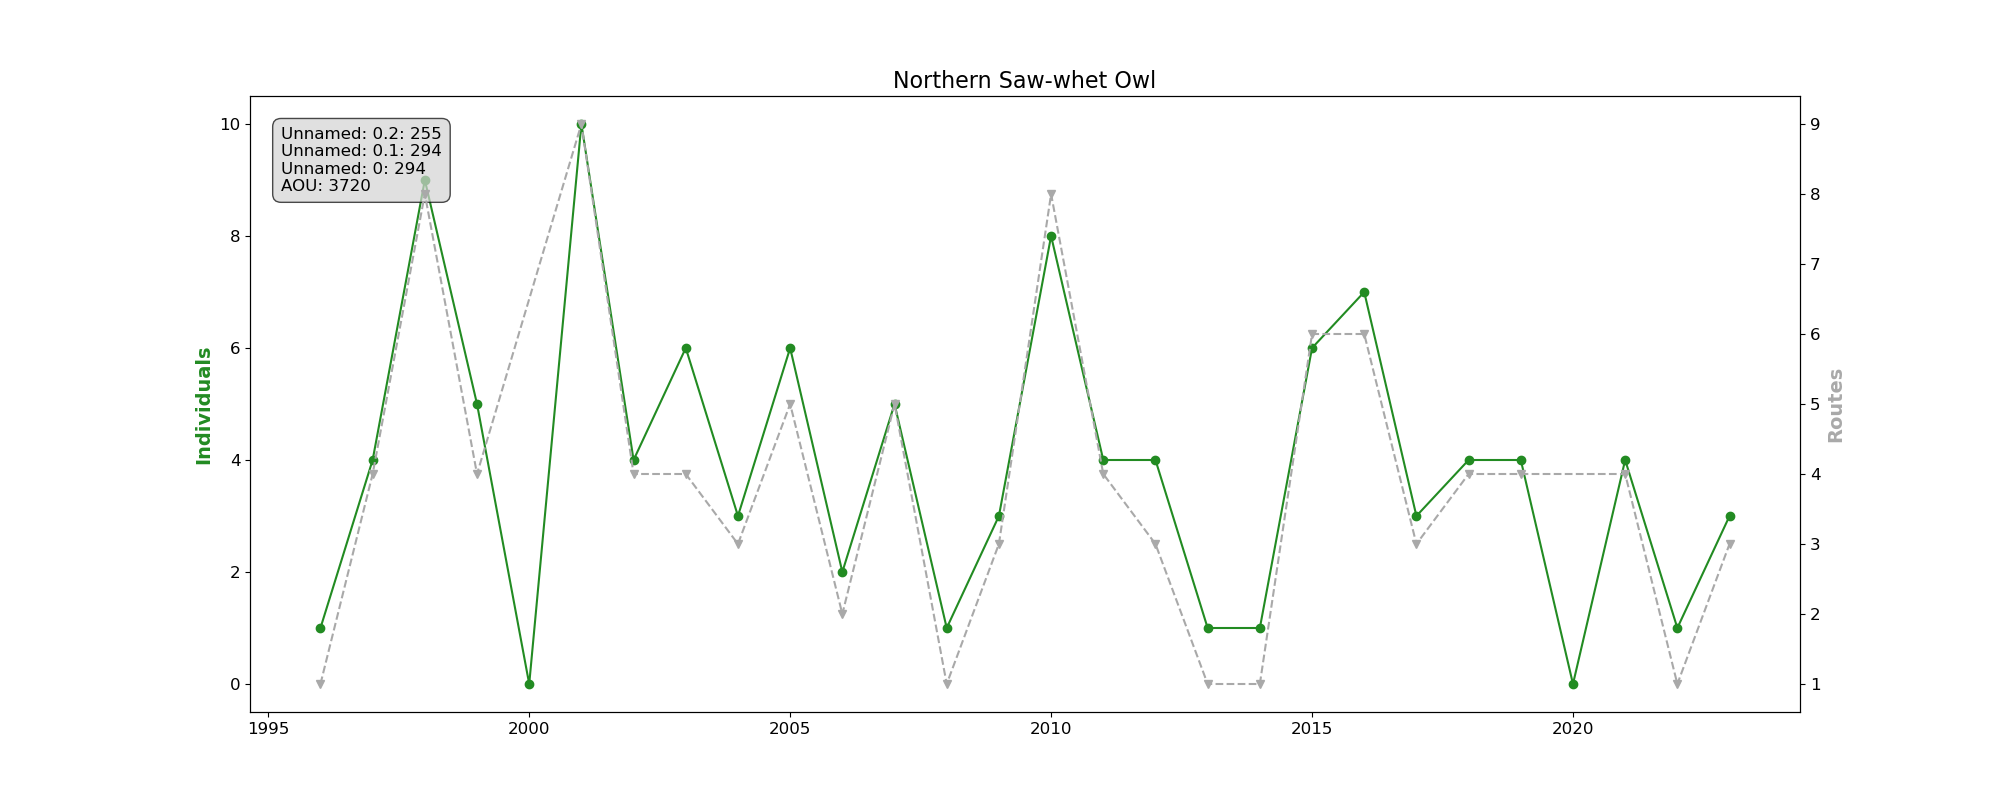 Northern Saw-whet Owl
Unnamed: 0.2: 255
Unnamed: 0.1: 294
Unnamed: 0: 294
AOU: 3720
Individuals
10
8
6
4
2
0
9
8
7
6
5
4
3
2
1
Routes
1995 2000 2005 2010 2015 2020